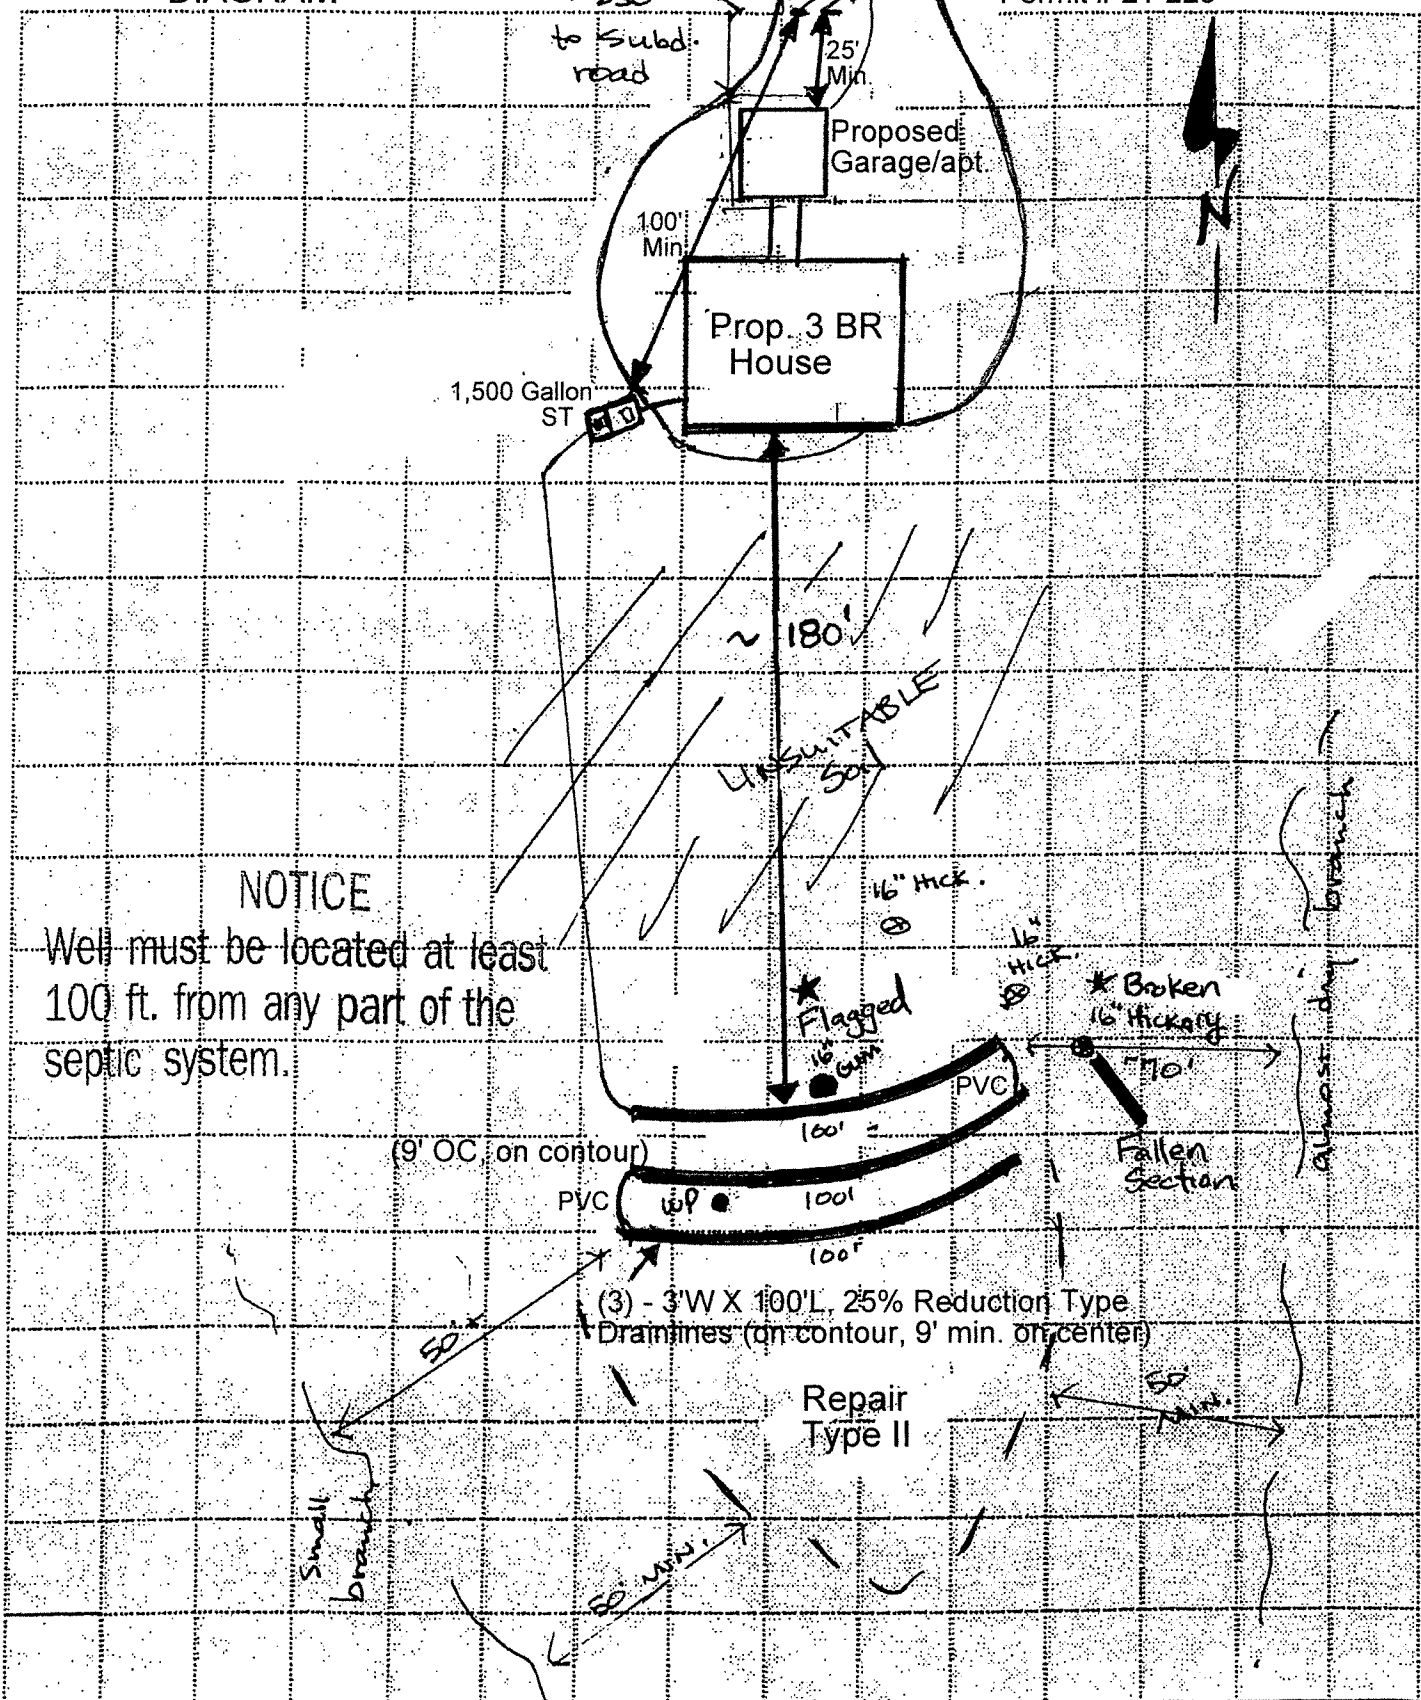 to Subd.
road
25'
Min
Proposed
Garage/apt.
100'
Min
N
Prop. 3 BR
House
1,500 Gallon
ST
~ 180'
UNSUITABLE
Soil
16" Hick.
NOTICE
Well must be located at least
100 ft. from any part of the
septic system.
16"
Hick.
★ Broken
16" Hickory
★
Flagged
16"
Gum
~70'
PVC
100'
Fallen
Section
(9' OC, on contour)
PVC
WP
100'
100'
(3) - 3'W X 100'L, 25% Reduction Type
Drainlines (on contour, 9' min. on center)
50'
Repair
Type II
50'
MIN.
Small
branch
50' MIN.
almost dry branch